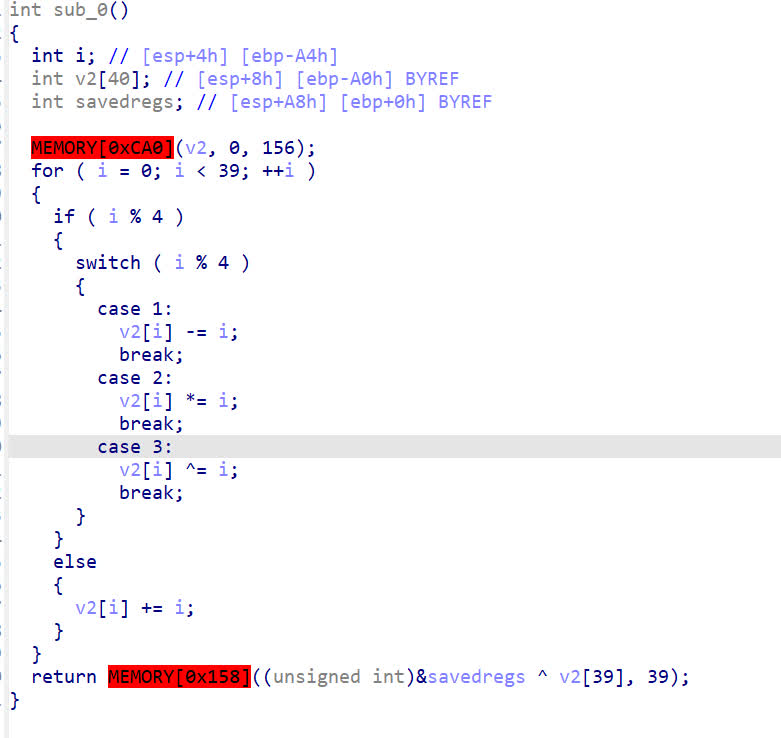 int sub_0()
{
int i; // [esp+4h] [ebp-A4h]
int v2[40]; // [esp+8h] [ebp-A0h] BYREF
int savedregs; // [esp+A8h] [ebp+0h] BYREF
MEMORY[0xCA0](v2, 0, 156);
for ( i = 0; i < 39; ++i )
{
if ( i % 4 )
{
switch ( i % 4 )
{
case 1:
v2[i] -= i;
break;
case 2:
v2[i] *= i;
break;
case 3:
v2[i] ^= i;
break;
}
}
else
{
v2[i] += i;
}
}
return MEMORY[0x158]((unsigned int)&savedregs ^ v2[39], 39);
}